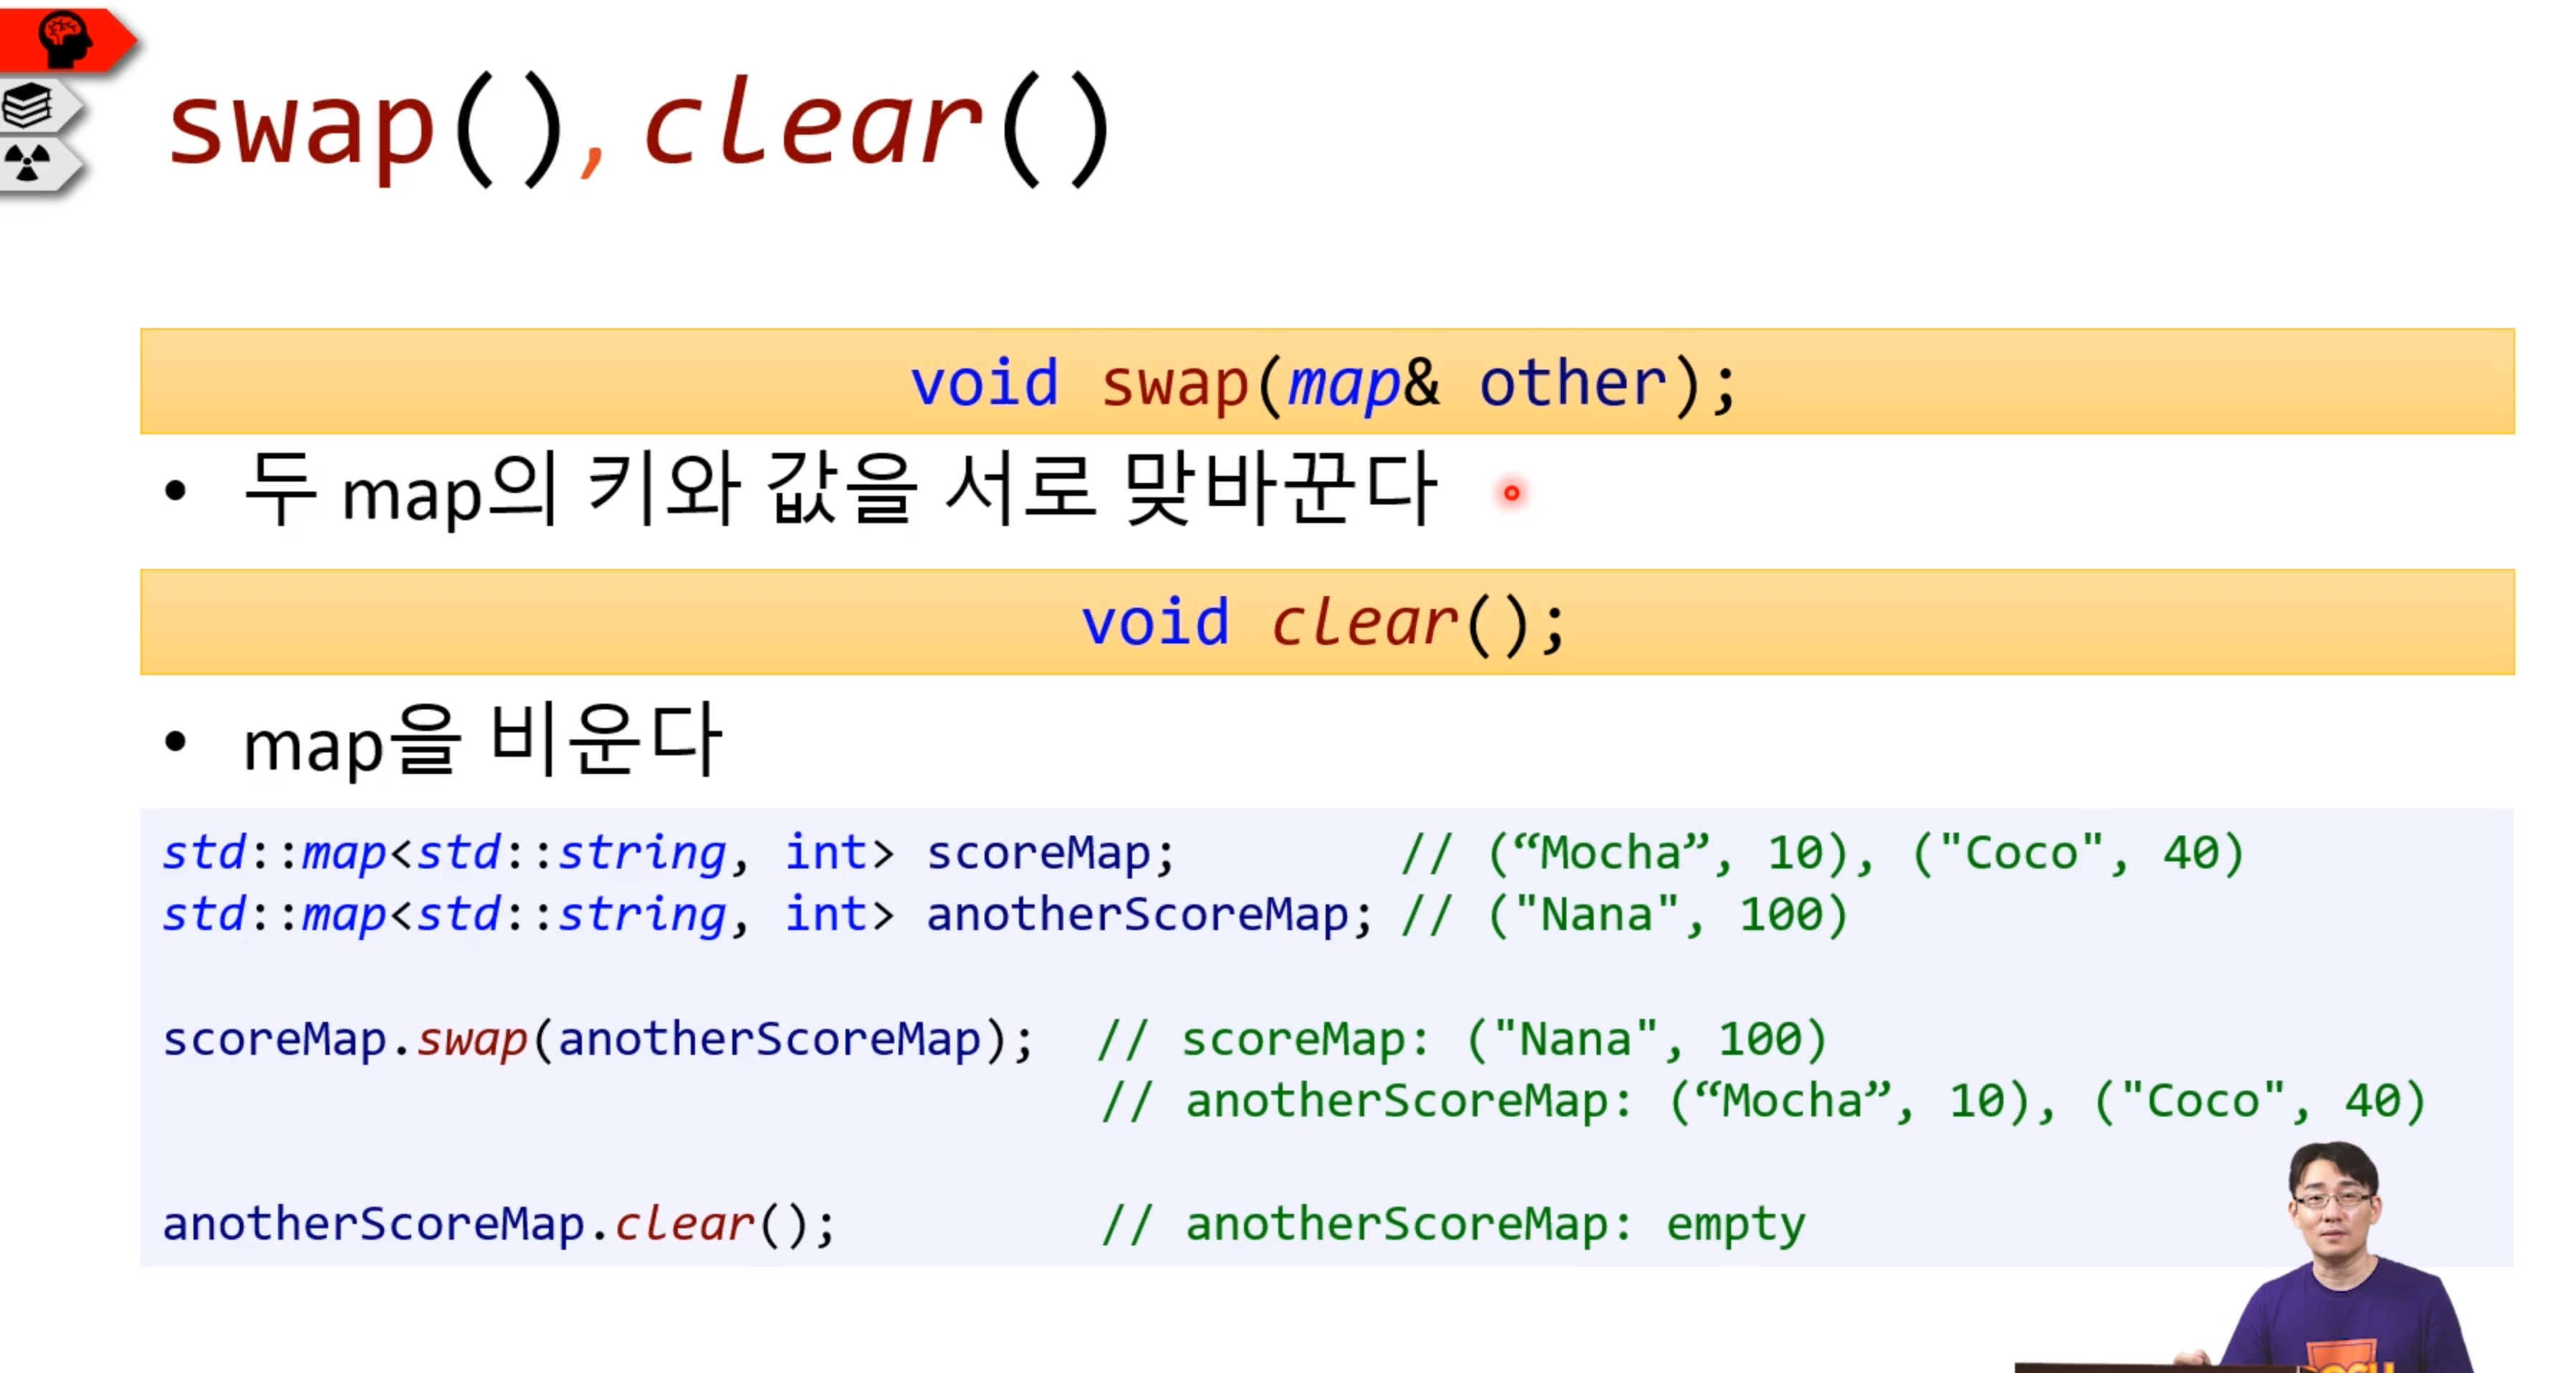 swap(),clear()
void swap(map& other);
• 두 map의 키와 값을 서로 맞바꾼다
void clear();
• map을 비운다
std::map<std::string, int> scoreMap; // (“Mocha”, 10), ("Coco", 40)
std::map<std::string, int> anotherScoreMap; // ("Nana", 100)
scoreMap.swap(anotherScoreMap); // scoreMap: ("Nana", 100)
// anotherScoreMap: (“Mocha”, 10), ("Coco", 40)
anotherScoreMap.clear(); // anotherScoreMap: empty